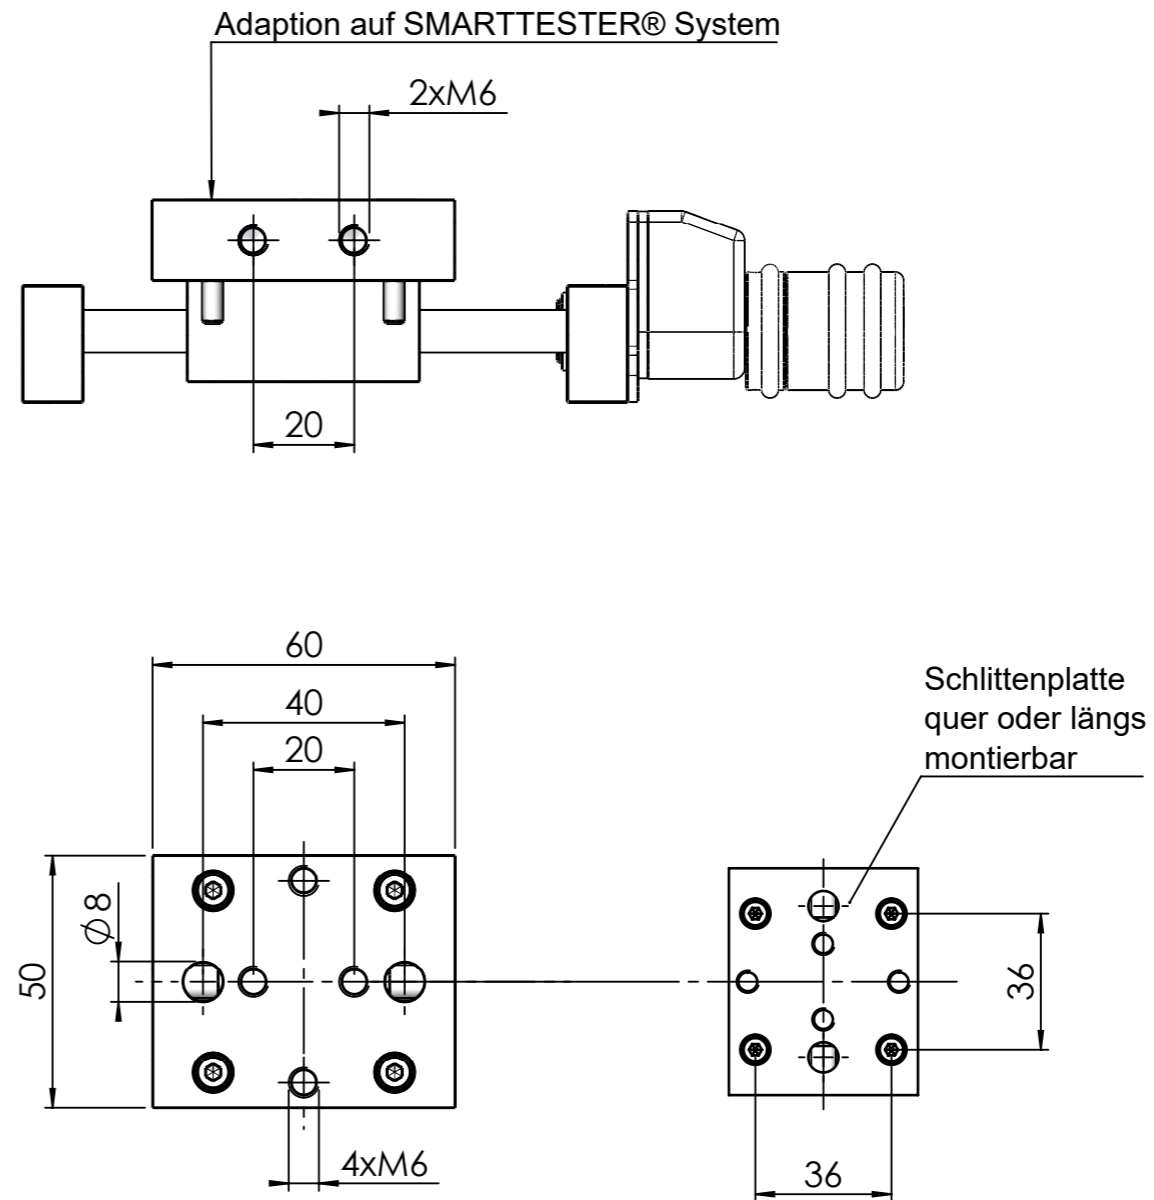 Adaption auf SMARTTESTER® System
2xM6
20
60
40
20
Schlittenplatte
quer oder längs
montierbar
Ø8
50
36
4xM6
36